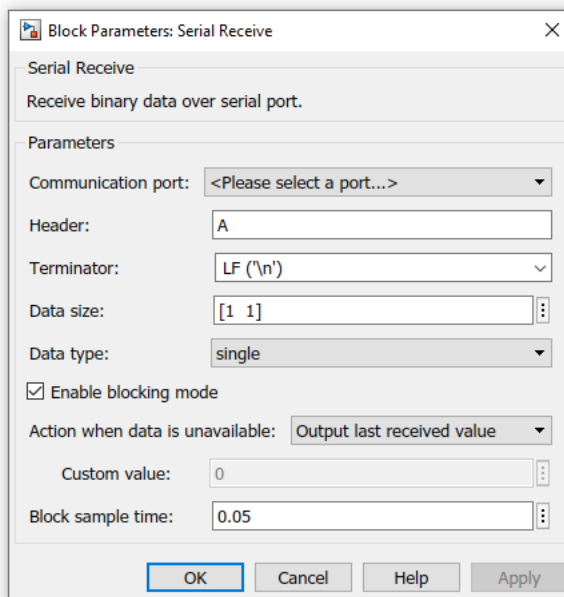 Block Parameters: Serial Receive
Serial Receive
Receive binary data over serial port.
Parameters
Communication port: <Please select a port...>
Header: A
Terminator: LF ('\n')
Data size: [1 1]
Data type: single
Enable blocking mode
Action when data is unavailable: Output last received value
Custom value: 0
Block sample time: 0.05
OK Cancel Help Apply